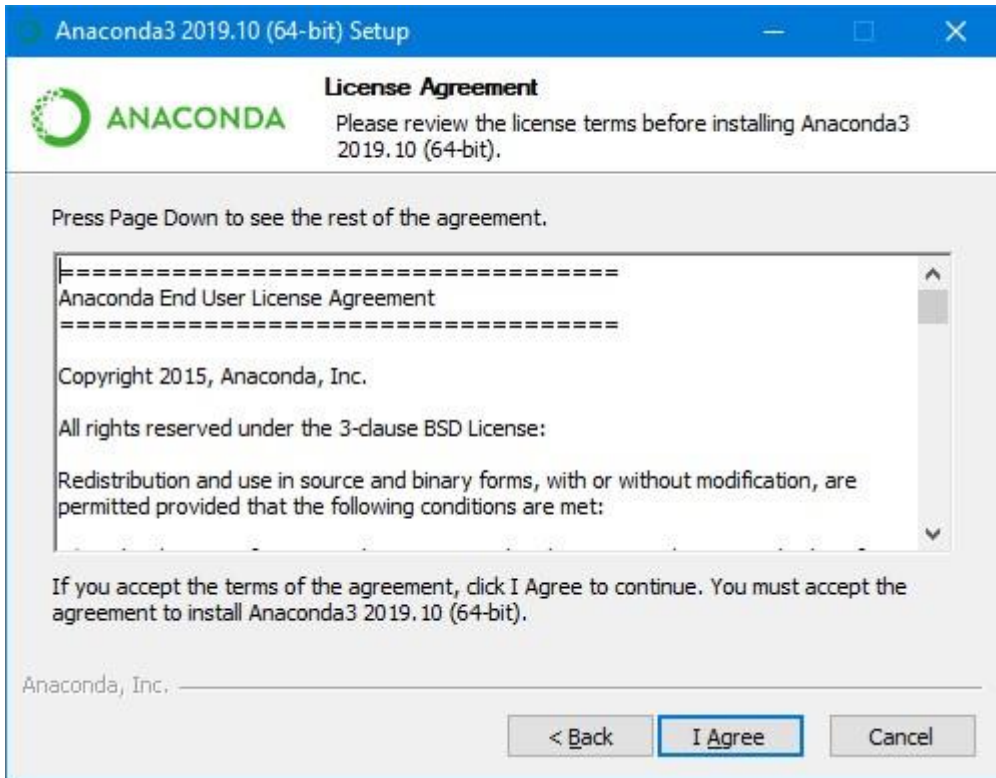 Anaconda3 2019.10 (64-bit) Setup
ANACONDA
License Agreement
Please review the license terms before installing Anaconda3
2019.10 (64-bit).
Press Page Down to see the rest of the agreement.
===================================
Anaconda End User License Agreement
===================================
Copyright 2015, Anaconda, Inc.
All rights reserved under the 3-clause BSD License:
Redistribution and use in source and binary forms, with or without modification, are
permitted provided that the following conditions are met:
If you accept the terms of the agreement, click I Agree to continue. You must accept the
agreement to install Anaconda3 2019.10 (64-bit).
Anaconda, Inc.
< Back
I Agree
Cancel